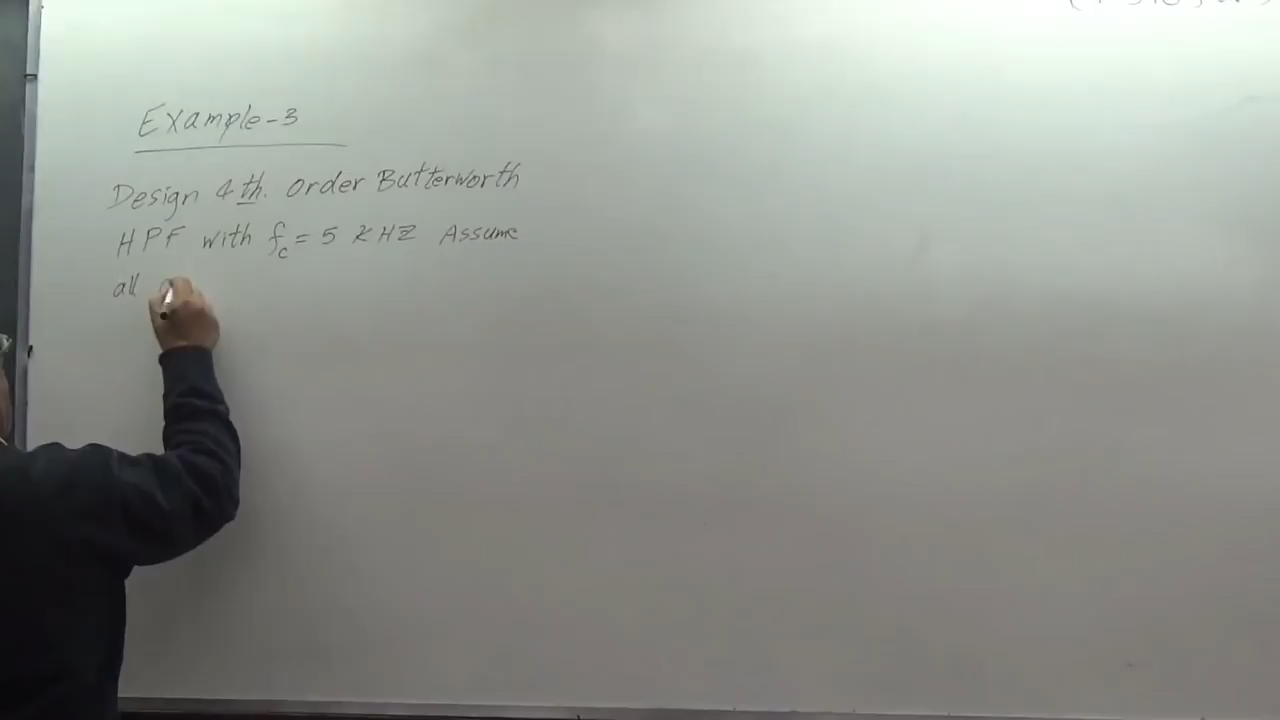 Example-3
Design 4th. order Butterworth
HPF with fc = 5 KHZ Assume
all